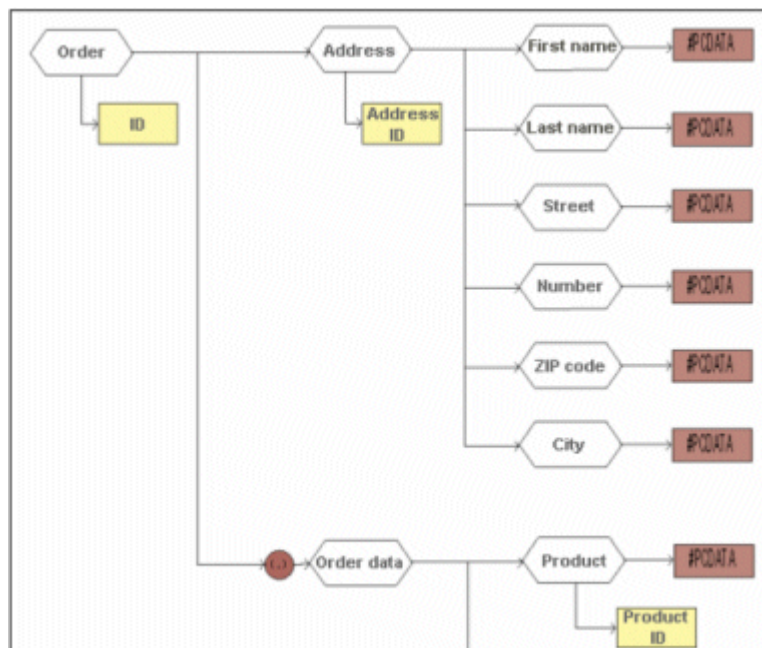 Order
Address
First name
#PCDATA
ID
Address
ID
Last name
#PCDATA
Street
#PCDATA
Number
#PCDATA
ZIP code
#PCDATA
City
#PCDATA
Order data
Product
#PCDATA
Product
ID